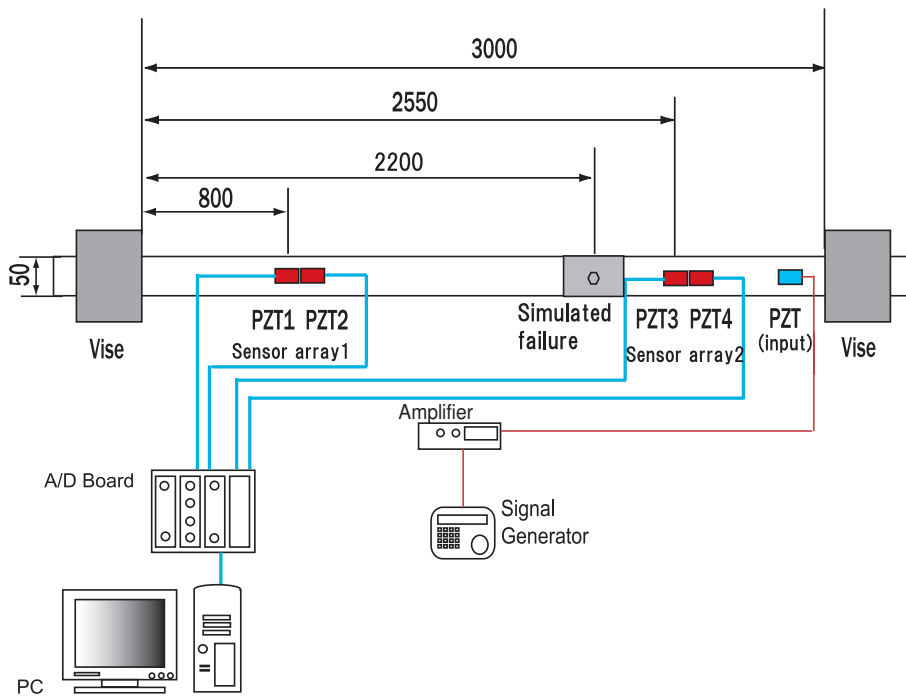 3000
2550
2200
800
50
PZT1 PZT2
Sensor array1
Simulated
failure
PZT3 PZT4
Sensor array2
PZT
(input)
Vise
Vise
Amplifier
A/D Board
Signal
Generator
PC